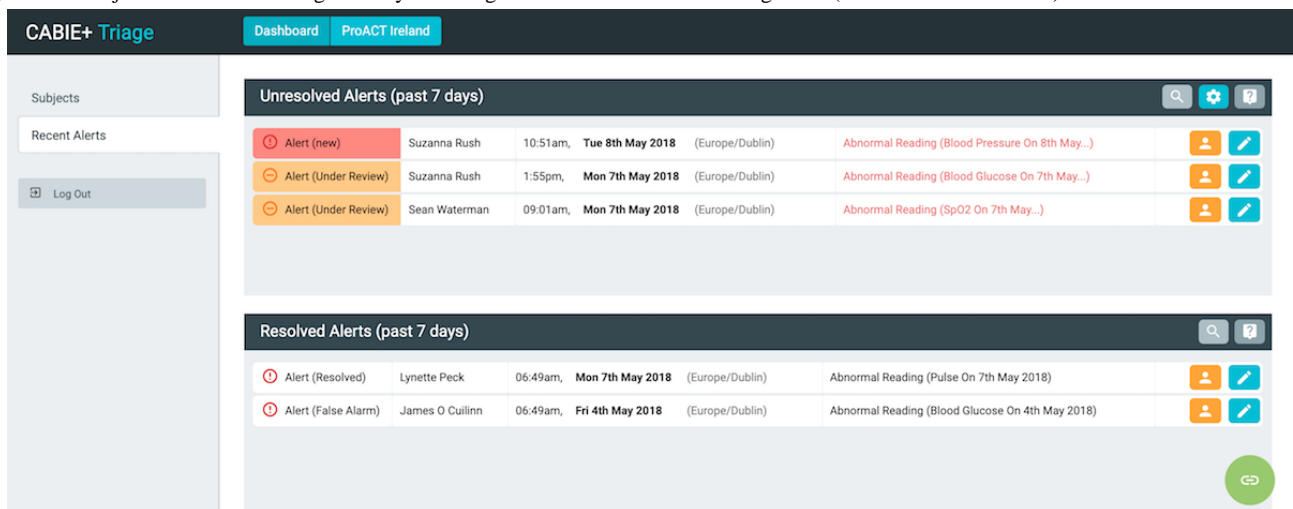 CABIE+ Triage
Dashboard
ProACT Ireland
Subjects
Recent Alerts
Log Out
Unresolved Alerts (past 7 days)
Alert (new) Suzanna Rush 10:51am, Tue 8th May 2018 (Europe/Dublin) Abnormal Reading (Blood Pressure On 8th May...)
Alert (Under Review) Suzanna Rush 1:55pm, Mon 7th May 2018 (Europe/Dublin) Abnormal Reading (Blood Glucose On 7th May...)
Alert (Under Review) Sean Waterman 09:01am, Mon 7th May 2018 (Europe/Dublin) Abnormal Reading (SpO2 On 7th May...)
Resolved Alerts (past 7 days)
Alert (Resolved) Lynette Peck 06:49am, Mon 7th May 2018 (Europe/Dublin) Abnormal Reading (Pulse On 7th May 2018)
Alert (False Alarm) James O Cuilinn 06:49am, Fri 4th May 2018 (Europe/Dublin) Abnormal Reading (Blood Glucose On 4th May 2018)